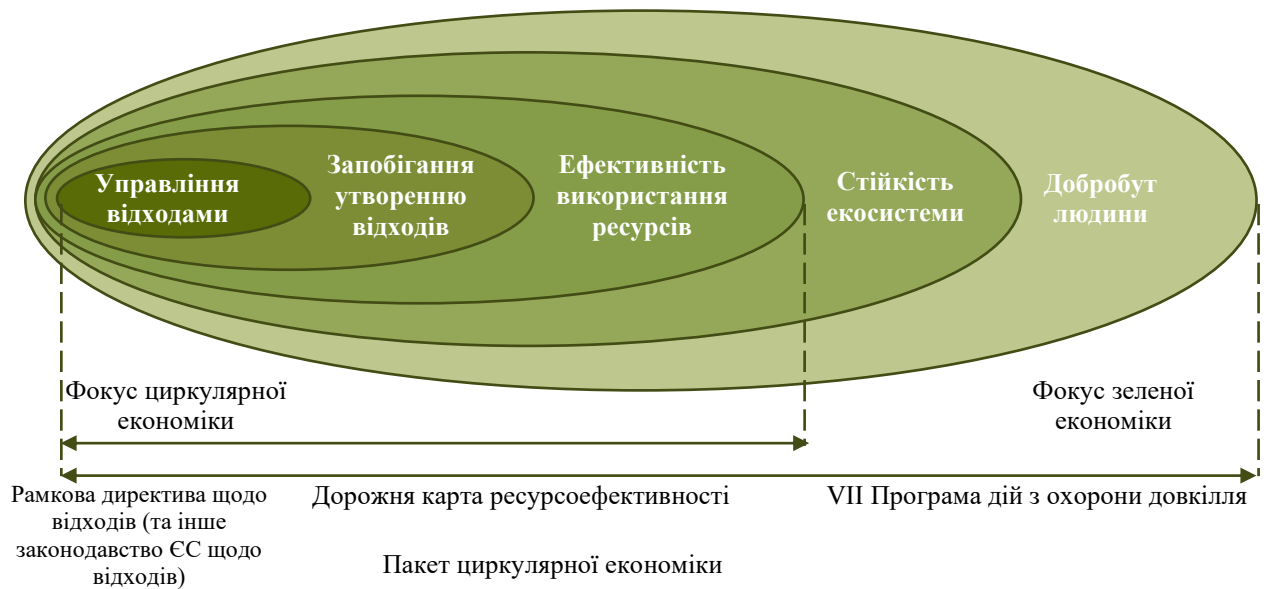 Управління
відходами
Запобігання
утворенню
відходів
Ефективність
використання
ресурсів
Стійкість
екосистеми
Добробут
людини
Фокус циркулярної
економіки
Фокус зеленої
економіки
Рамкова директива щодо
відходів (та інше
законодавство ЄС щодо
відходів)
Дорожня карта ресурсоефективності
VII Програма дій з охорони довкілля
Пакет циркулярної економіки